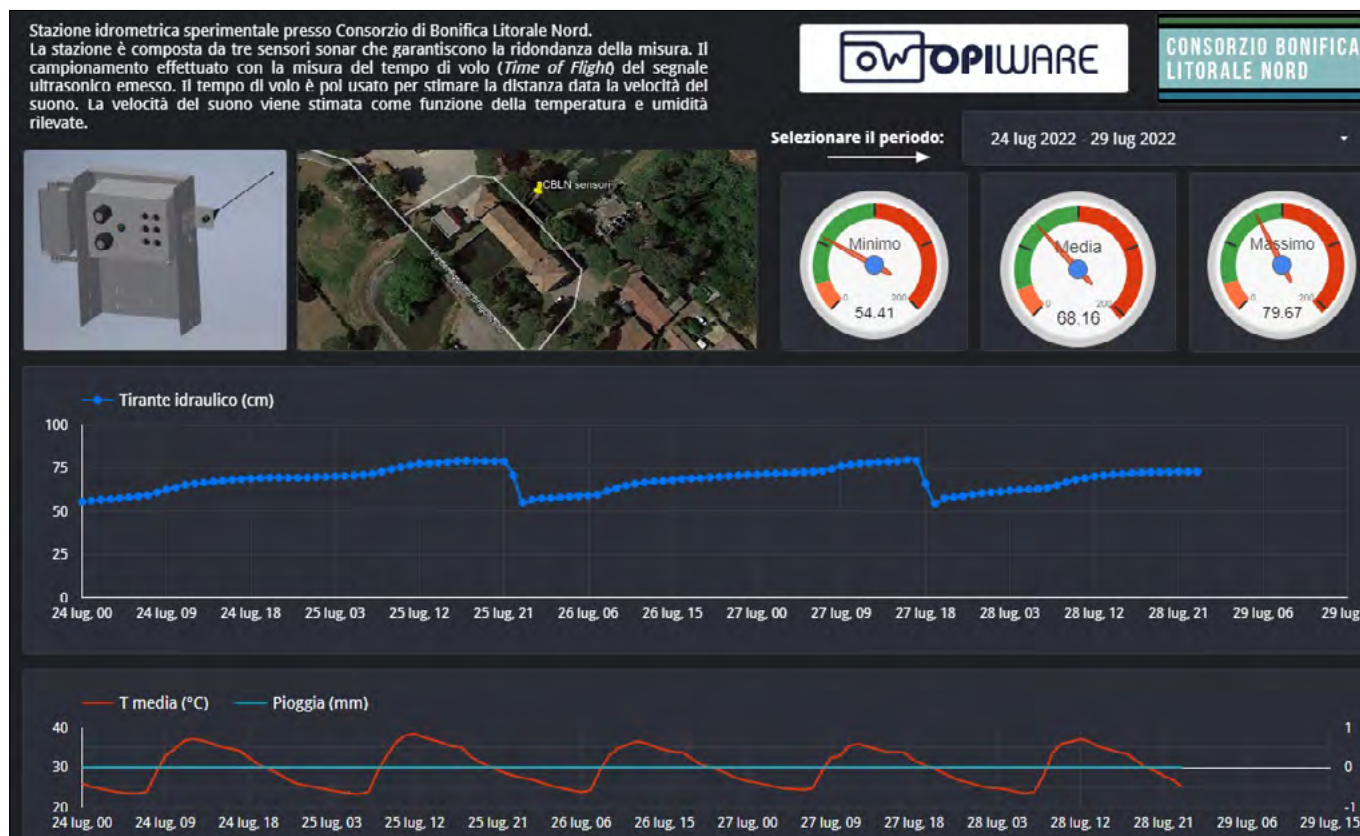 Stazione idrometrica sperimentale presso Consorzio di Bonifica Litorale Nord.
La stazione è composta da tre sensori sonar che garantiscono la ridondanza della misura. Il
campionamento effettuato con la misura del tempo di volo (Time of Flight) del segnale
ultrasonico emesso. Il tempo di volo è poi usato per stimare la distanza data la velocità del
suono. La velocità del suono viene stimata come funzione della temperatura e umidità
rilevate.
OW OPIWARE
CONSORZIO BONIFICA
LITORALE NORD
Selezionare il periodo:
24 lug 2022 - 29 lug 2022
CBLN sensori
Minimo
0 200
54.41
Media
0 200
68.16
Massimo
0 200
79.67
Tirante idraulico (cm)
100
75
50
25
0
24 lug, 00 24 lug, 09 24 lug, 18 25 lug, 03 25 lug, 12 25 lug, 21 26 lug, 06 26 lug, 15 27 lug, 00 27 lug, 09 27 lug, 18 28 lug, 03 28 lug, 12 28 lug, 21 29 lug, 06 29 lug,
T media (°C) Pioggia (mm)
40 1
30 0
20 -1
24 lug, 00 24 lug, 09 24 lug, 18 25 lug, 03 25 lug, 12 25 lug, 21 26 lug, 06 26 lug, 15 27 lug, 00 27 lug, 09 27 lug, 18 28 lug, 03 28 lug, 12 28 lug, 21 29 lug, 06 29 lug, 15